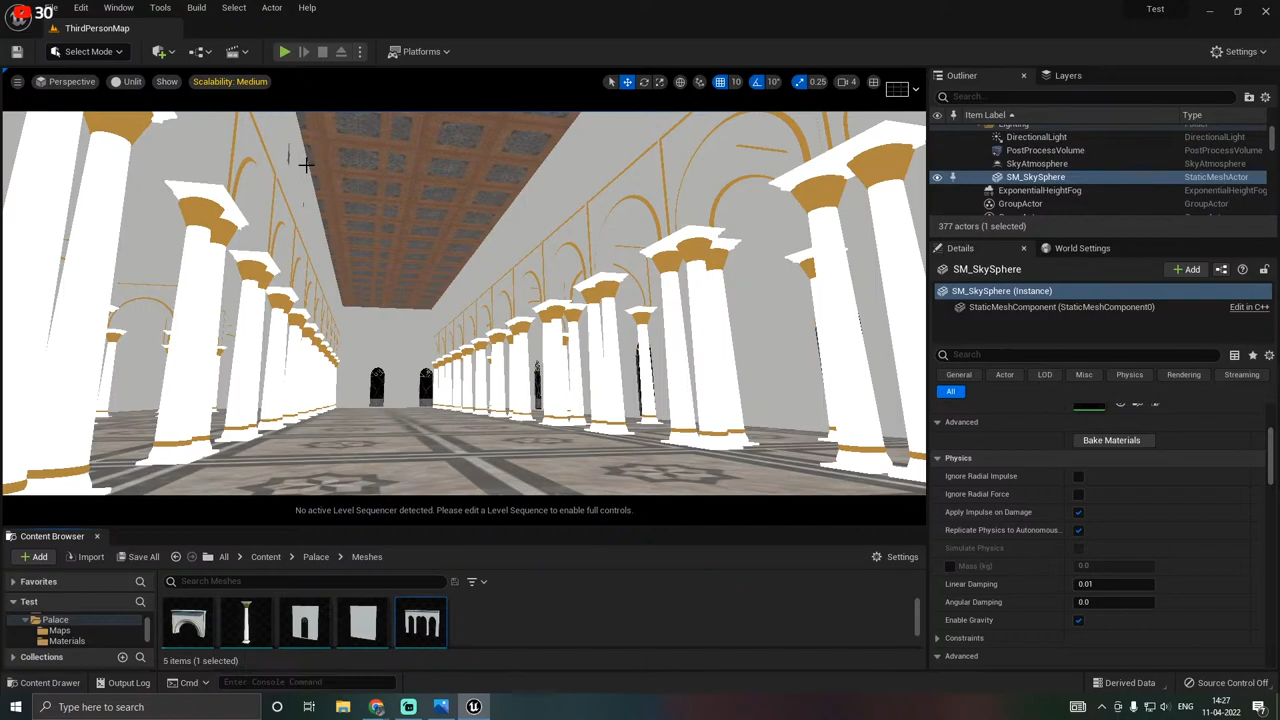 30
File Edit Window Tools Build Select Actor Help
Test
ThirdPersonMap
Select Mode
Platforms
Settings
Perspective Unlit Show Scalability: Medium
10 10° 0.25 4
No active Level Sequencer detected. Please edit a Level Sequence to enable full controls.
Outliner Layers
Search...
Item Label Type
Lighting Folder
DirectionalLight DirectionalLight
PostProcessVolume PostProcessVolume
SkyAtmosphere SkyAtmosphere
SM_SkySphere StaticMeshActor
ExponentialHeightFog ExponentialHeightFog
GroupActor GroupActor
377 actors (1 selected)
Details World Settings
SM_SkySphere
Add
SM_SkySphere (Instance)
StaticMeshComponent (StaticMeshComponent0) Edit in C++
Search
General Actor LOD Misc Physics Rendering Streaming
All
Advanced
Bake Materials
Physics
Ignore Radial Impulse
Ignore Radial Force
Apply Impulse on Damage
Replicate Physics to Autonomous...
Simulate Physics
Mass (kg) 0.0
Linear Damping 0.01
Angular Damping 0.0
Enable Gravity
Constraints
Advanced
Content Browser
Add Import Save All All Content Palace Meshes Settings
Favorites
Search Meshes
Test
Palace
Maps
Materials
Collections
5 items (1 selected)
Content Drawer Output Log Cmd Enter Console Command Derived Data Source Control Off
Type here to search
ENG
14:27
11-04-2022